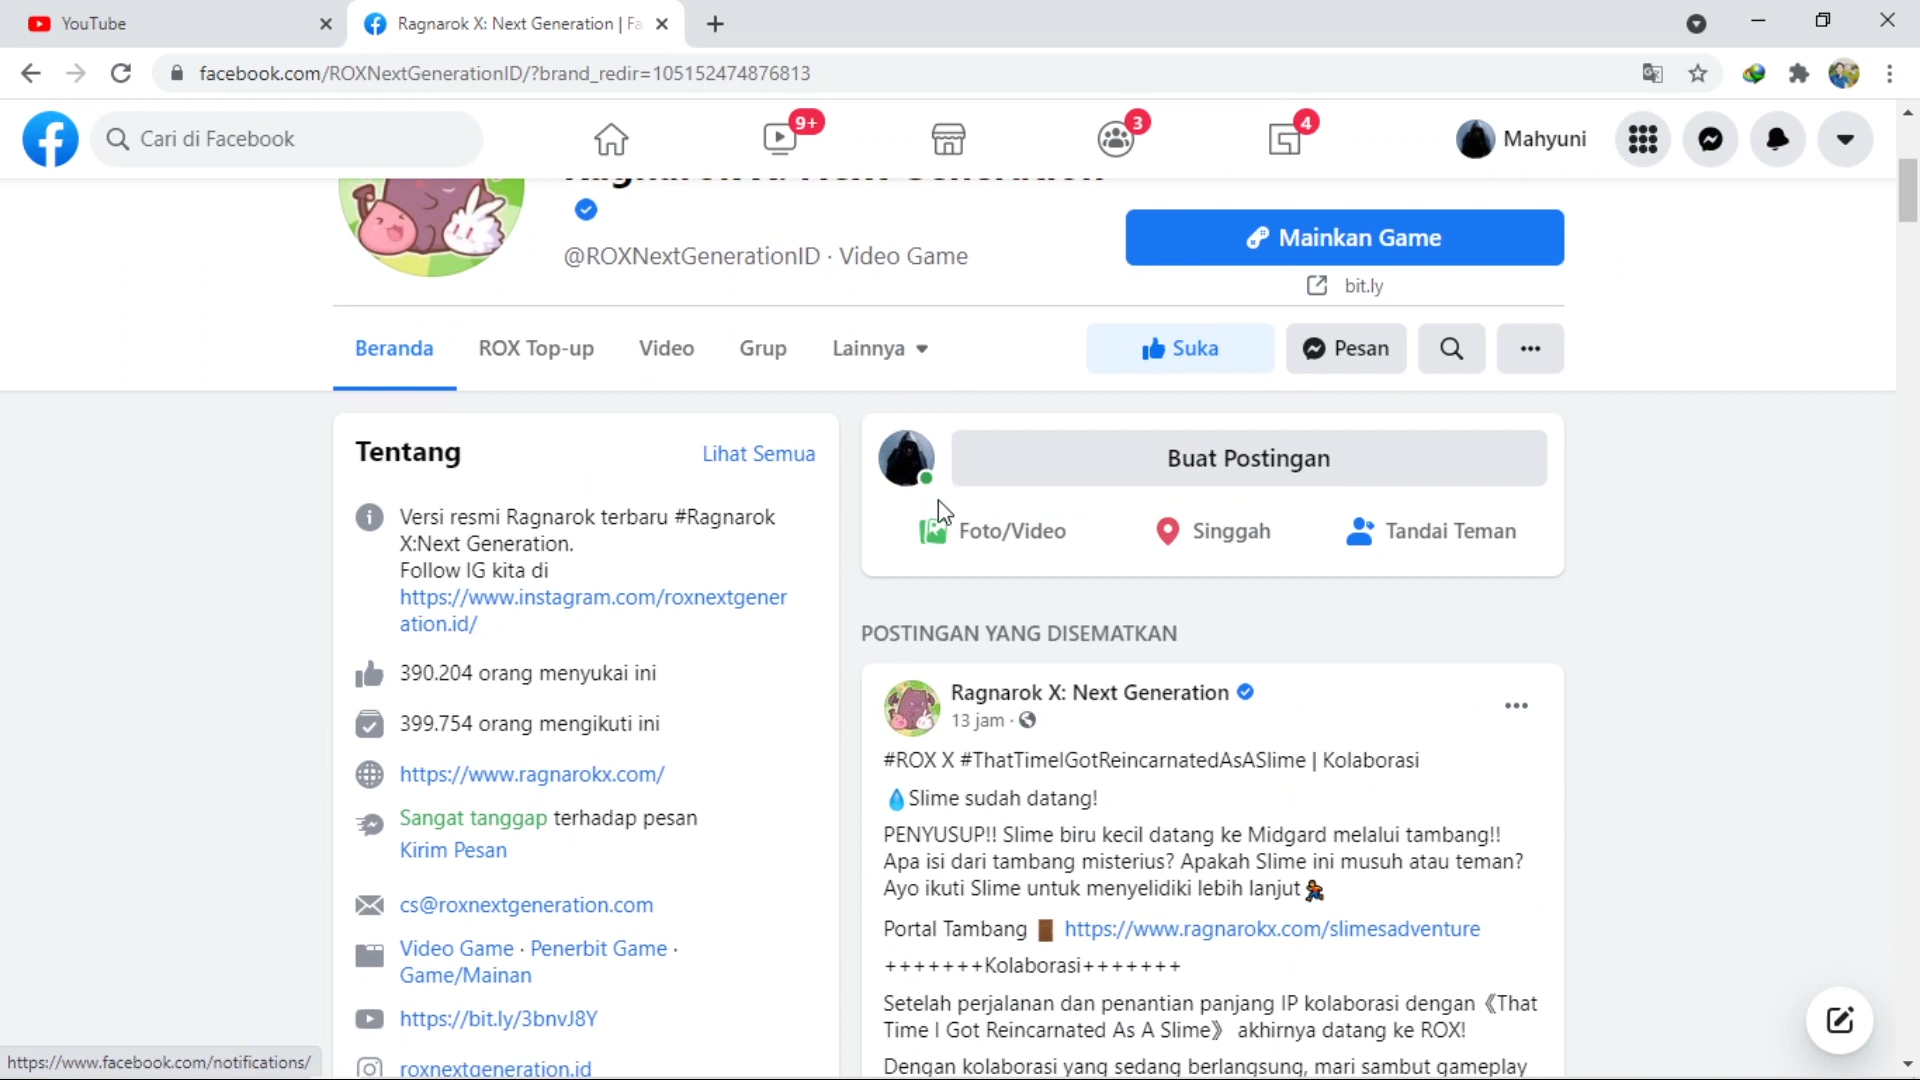 YouTube
Ragnarok X: Next Generation | Fa
facebook.com/ROXNextGenerationID/?brand_redir=105152474876813
Cari di Facebook
9+
3
4
Mahyuni
Ragnarok X: Next Generation
@ROXNextGenerationID · Video Game
Mainkan Game
bit.ly
Beranda
ROX Top-up
Video
Grup
Lainnya
Suka
Pesan
Tentang
Lihat Semua
Versi resmi Ragnarok terbaru #Ragnarok
X:Next Generation.
Follow IG kita di
https://www.instagram.com/roxnextgener
ation.id/
390.204 orang menyukai ini
399.754 orang mengikuti ini
https://www.ragnarokx.com/
Sangat tanggap terhadap pesan
Kirim Pesan
cs@roxnextgeneration.com
Video Game · Penerbit Game ·
Game/Mainan
https://bit.ly/3bnvJ8Y
roxnextgeneration.id
Buat Postingan
Foto/Video
Singgah
Tandai Teman
POSTINGAN YANG DISEMATKAN
Ragnarok X: Next Generation
13 jam ·
#ROX X #ThatTimeIGotReincarnatedAsASlime | Kolaborasi
Slime sudah datang!
PENYUSUP!! Slime biru kecil datang ke Midgard melalui tambang!!
Apa isi dari tambang misterius? Apakah Slime ini musuh atau teman?
Ayo ikuti Slime untuk menyelidiki lebih lanjut
Portal Tambang https://www.ragnarokx.com/slimesadventure
+++++++Kolaborasi+++++++
Setelah perjalanan dan penantian panjang IP kolaborasi dengan《That
Time I Got Reincarnated As A Slime》 akhirnya datang ke ROX!
Dengan kolaborasi yang sedang berlangsung, mari sambut gameplay
https://www.facebook.com/notifications/